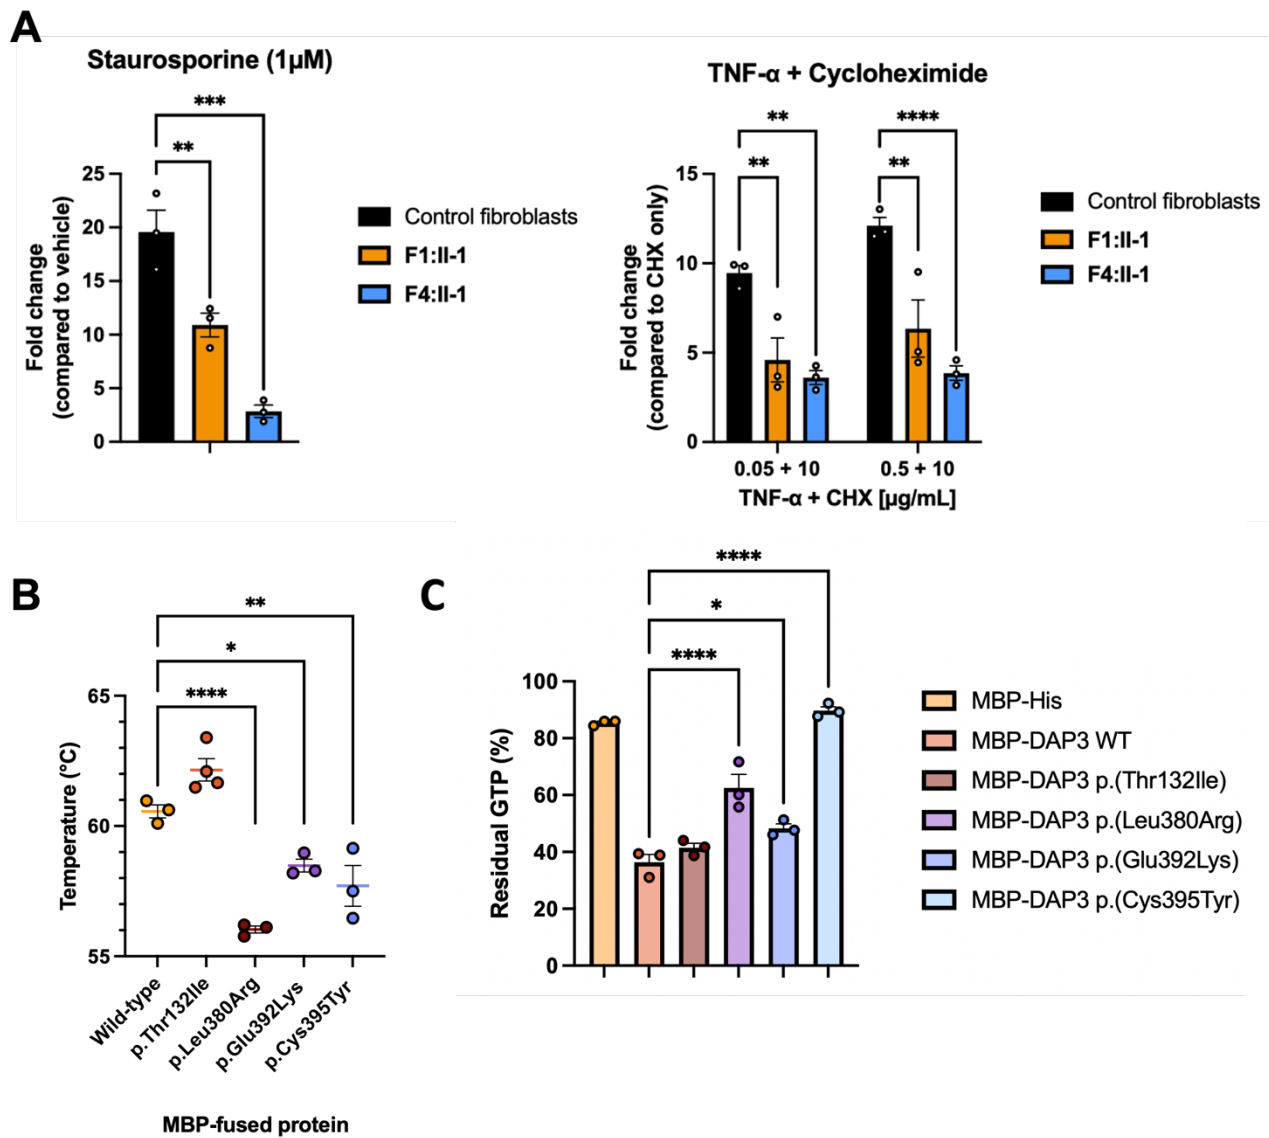 A
Staurosporine (1µM)
***
**
25
20
15
10
5
0
Fold change
(compared to vehicle)
Control fibroblasts
F1:II-1
F4:II-1
TNF-α + Cycloheximide
**
****
**
**
15
10
5
0
Fold change
(compared to CHX only)
0.05 + 10
0.5 + 10
TNF-α + CHX [µg/mL]
Control fibroblasts
F1:II-1
F4:II-1
B
**
*
****
65
60
55
Temperature (°C)
Wild-type
p.Thr132Ile
p.Leu380Arg
p.Glu392Lys
p.Cys395Tyr
MBP-fused protein
C
****
*
****
100
80
60
40
20
0
Residual GTP (%)
MBP-His
MBP-DAP3 WT
MBP-DAP3 p.(Thr132Ile)
MBP-DAP3 p.(Leu380Arg)
MBP-DAP3 p.(Glu392Lys)
MBP-DAP3 p.(Cys395Tyr)